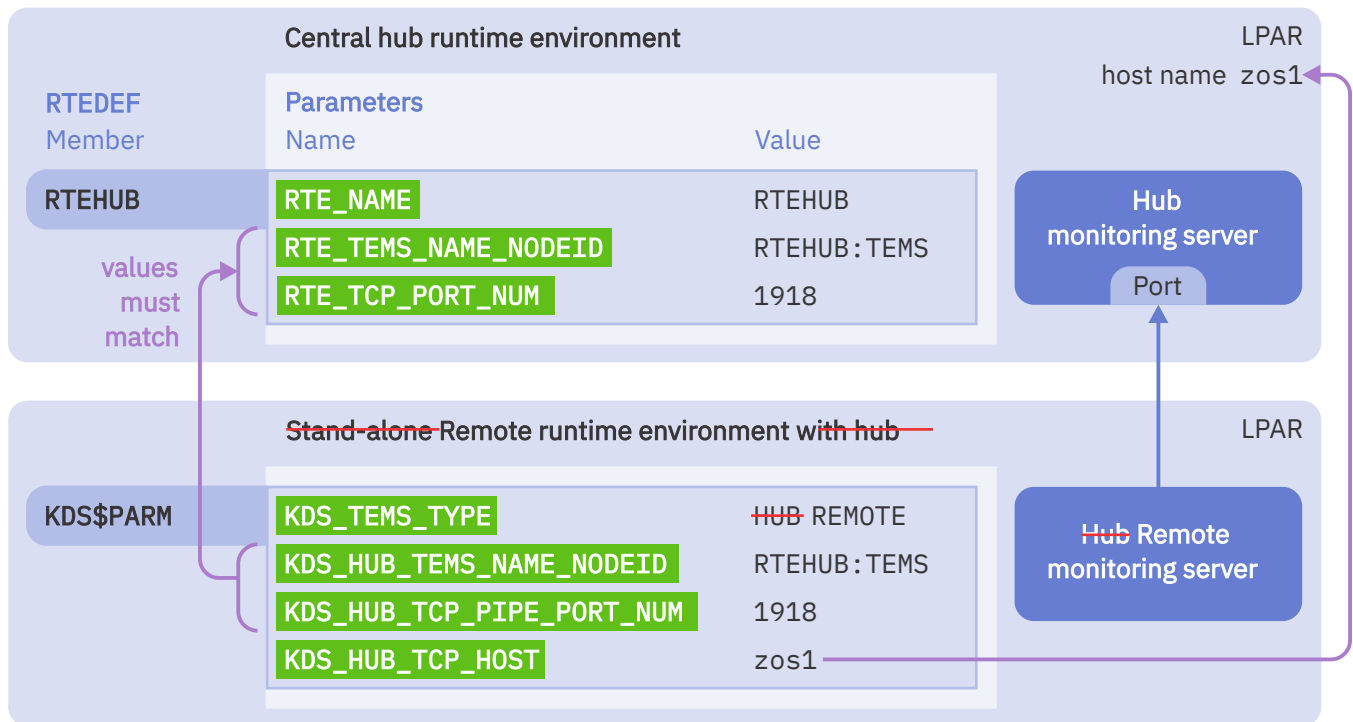 Central hub runtime environment
LPAR
host name zos1
RTEDEF
Member
Parameters
Name
Value
RTEHUB
RTE_NAME
RTEHUB
RTE_TEMS_NAME_NODEID
RTEHUB:TEMS
RTE_TCP_PORT_NUM
1918
values
must
match
Hub
monitoring server
Port
Stand-alone Remote runtime environment with hub
LPAR
KDS$PARM
KDS_TEMS_TYPE
HUB REMOTE
KDS_HUB_TEMS_NAME_NODEID
RTEHUB:TEMS
KDS_HUB_TCP_PIPE_PORT_NUM
1918
KDS_HUB_TCP_HOST
zos1
Hub Remote
monitoring server